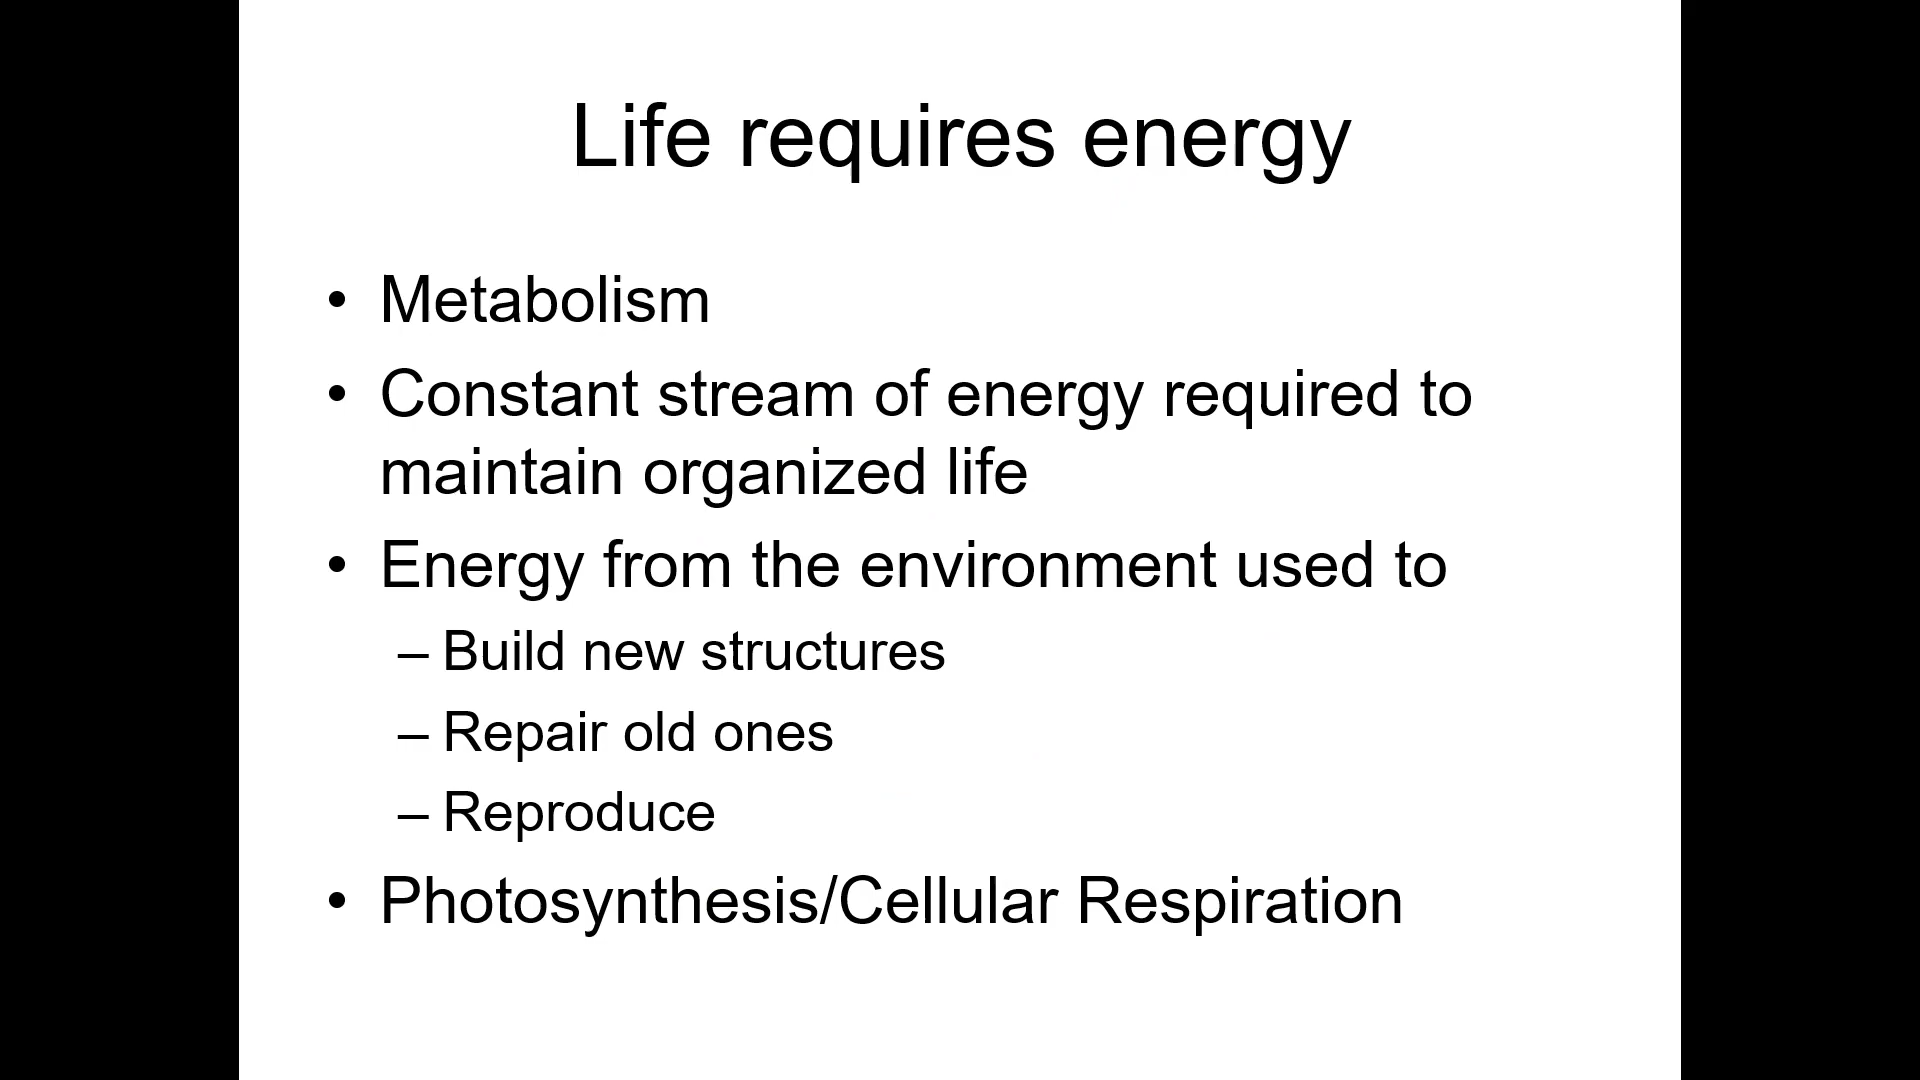 Life requires energy
• Metabolism
• Constant stream of energy required to
maintain organized life
• Energy from the environment used to
– Build new structures
– Repair old ones
– Reproduce
• Photosynthesis/Cellular Respiration